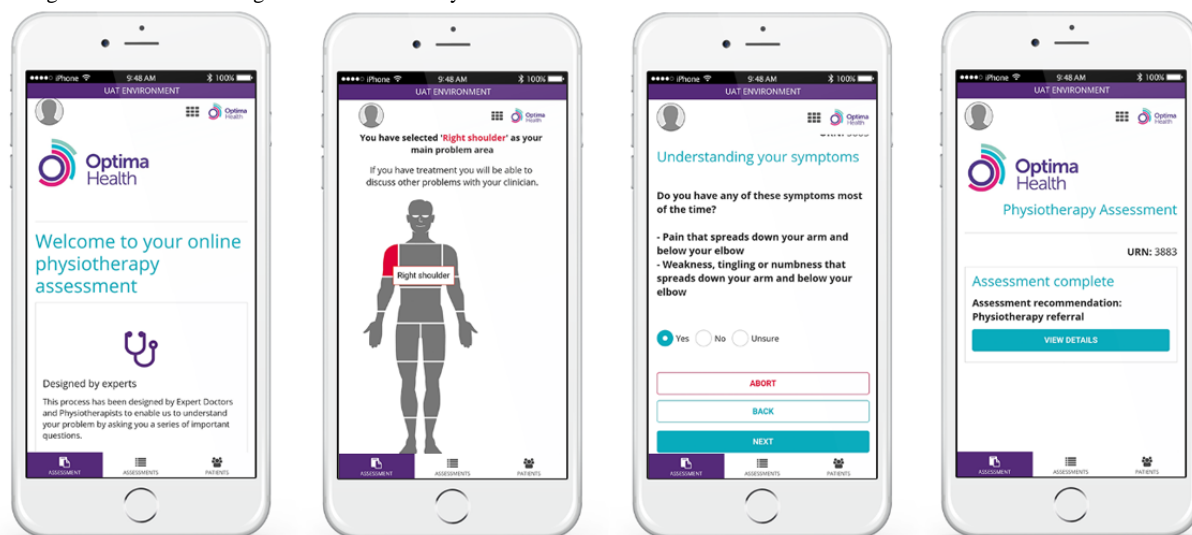 ●●●●○ iPhone 9:48 AM 100%
UAT ENVIRONMENT
Optima
Health
Optima
Health
Welcome to your online
physiotherapy
assessment
Designed by experts
This process has been designed by Expert Doctors
and Physiotherapists to enable us to understand
your problem by asking you a series of important
questions.
ASSESSMENT ASSESSMENTS PATIENTS
●●●●○ iPhone 9:48 AM 100%
UAT ENVIRONMENT
Optima
Health
You have selected 'Right shoulder' as your
main problem area
If you have treatment you will be able to
discuss other problems with your clinician.
Right shoulder
●●●●○ iPhone 9:48 AM 100%
UAT ENVIRONMENT
Optima
Health
Understanding your symptoms
Do you have any of these symptoms most
of the time?
- Pain that spreads down your arm and
below your elbow
- Weakness, tingling or numbness that
spreads down your arm and below your
elbow
Yes No Unsure
ABORT
BACK
NEXT
ASSESSMENT ASSESSMENTS PATIENTS
●●●●○ iPhone 9:48 AM 100%
UAT ENVIRONMENT
Optima
Health
Optima
Health
Physiotherapy Assessment
URN: 3883
Assessment complete
Assessment recommendation:
Physiotherapy referral
VIEW DETAILS
ASSESSMENT ASSESSMENTS PATIENTS